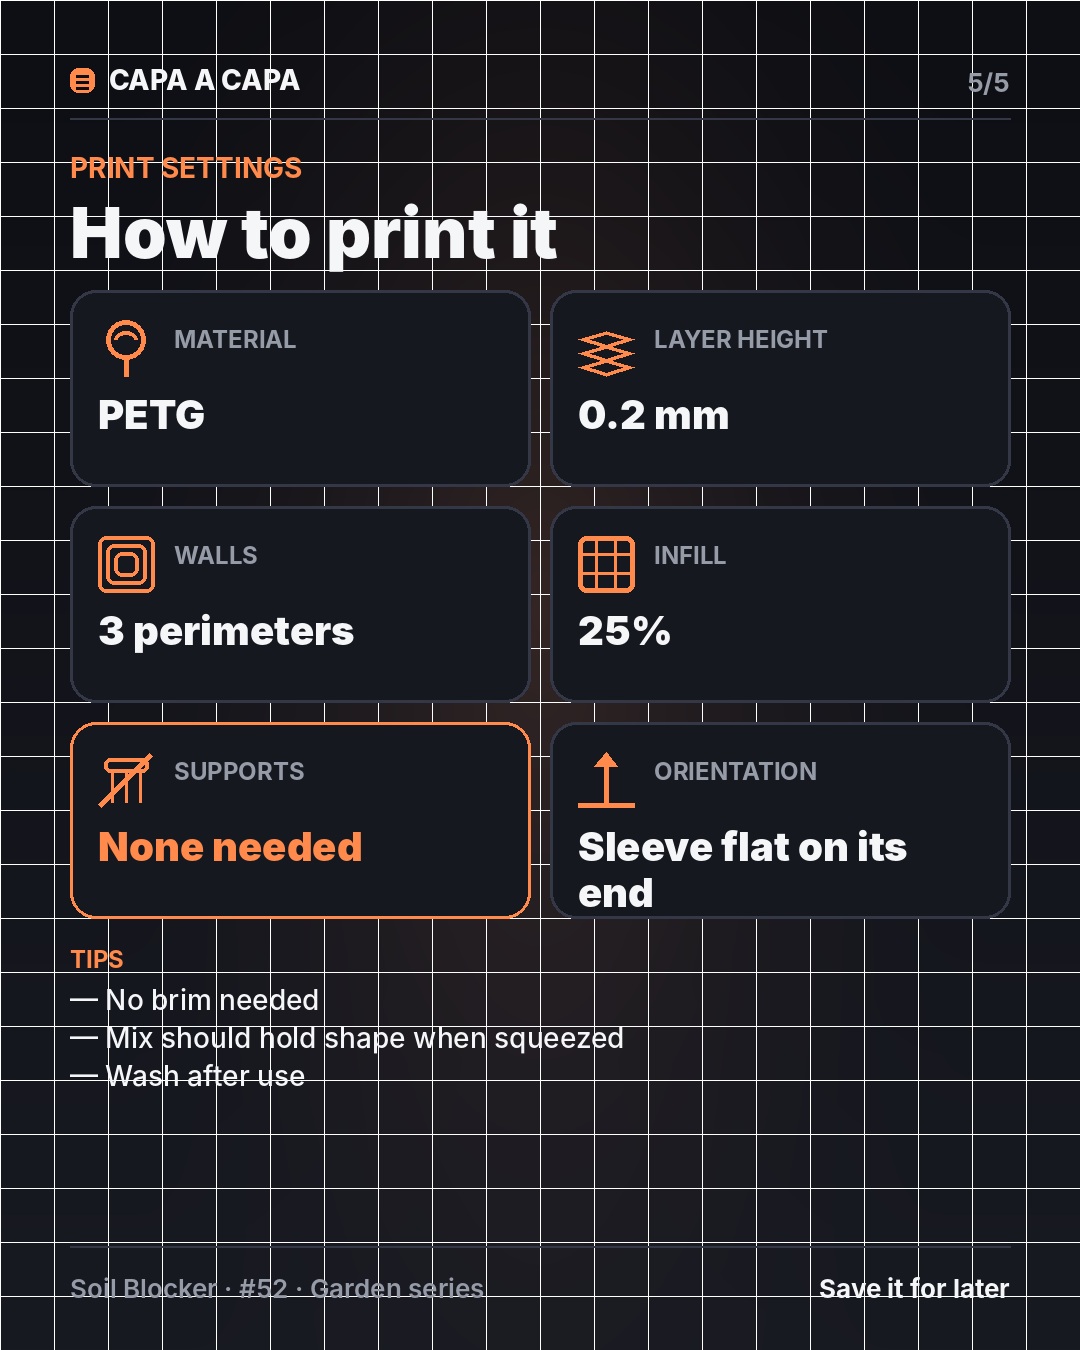 CAPA A CAPA
5/5
PRINT SETTINGS
How to print it
MATERIAL
PETG
LAYER HEIGHT
0.2 mm
WALLS
3 perimeters
INFILL
25%
SUPPORTS
None needed
ORIENTATION
Sleeve flat on its
end
TIPS
— No brim needed
— Mix should hold shape when squeezed
— Wash after use
Soil Blocker · #52 · Garden series
Save it for later